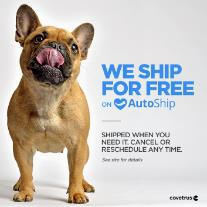 WE SHIP
FOR FREE
ON AutoShip
SHIPPED WHEN YOU
NEED IT. CANCEL OR
RESCHEDULE ANY TIME.
See site for details
covetrus